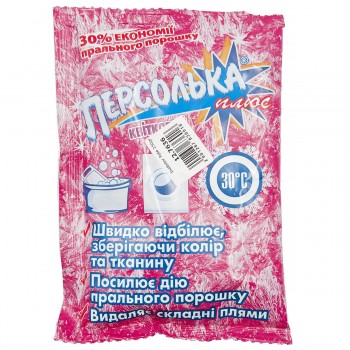 30% ЕКОНОМІЇ
прального порошку
ПЕРСОЛЬКА®
плюс
30°C
Швидко відбілює,
зберігаючи колір
та тканину
Посилює дію
прального порошку
Видаляє складні плями